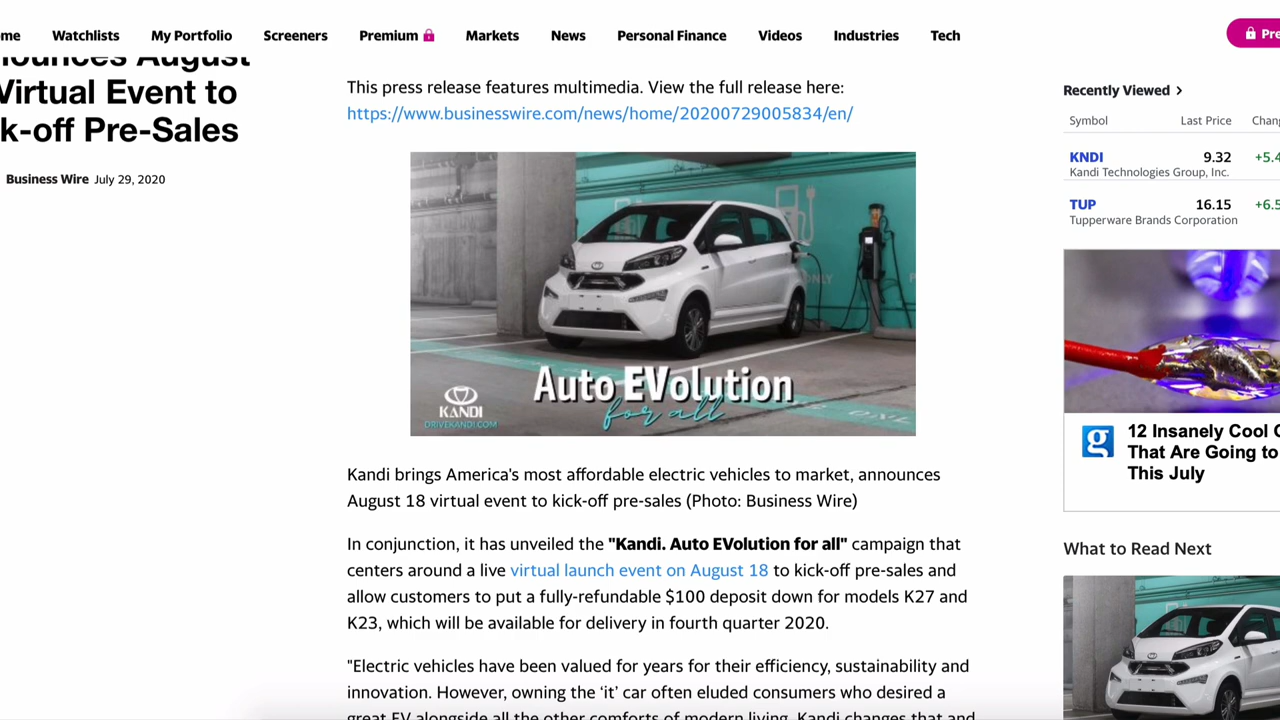 ome Watchlists My Portfolio Screeners Premium Markets News Personal Finance Videos Industries Tech Pre
nounces August
Virtual Event to
k-off Pre-Sales
Business Wire July 29, 2020
This press release features multimedia. View the full release here:
https://www.businesswire.com/news/home/20200729005834/en/
ONLY
Auto EVolution
for all
KANDI
DRIVEKANDI.COM
Kandi brings America's most affordable electric vehicles to market, announces
August 18 virtual event to kick-off pre-sales (Photo: Business Wire)
In conjunction, it has unveiled the "Kandi. Auto EVolution for all" campaign that
centers around a live virtual launch event on August 18 to kick-off pre-sales and
allow customers to put a fully-refundable $100 deposit down for models K27 and
K23, which will be available for delivery in fourth quarter 2020.
"Electric vehicles have been valued for years for their efficiency, sustainability and
innovation. However, owning the ‘it’ car often eluded consumers who desired a
great EV alongside all the other comforts of modern living. Kandi changes that and
Recently Viewed >
Symbol Last Price Chang
KNDI 9.32 +5.4
Kandi Technologies Group, Inc.
TUP 16.15 +6.5
Tupperware Brands Corporation
g
12 Insanely Cool G
That Are Going to
This July
What to Read Next